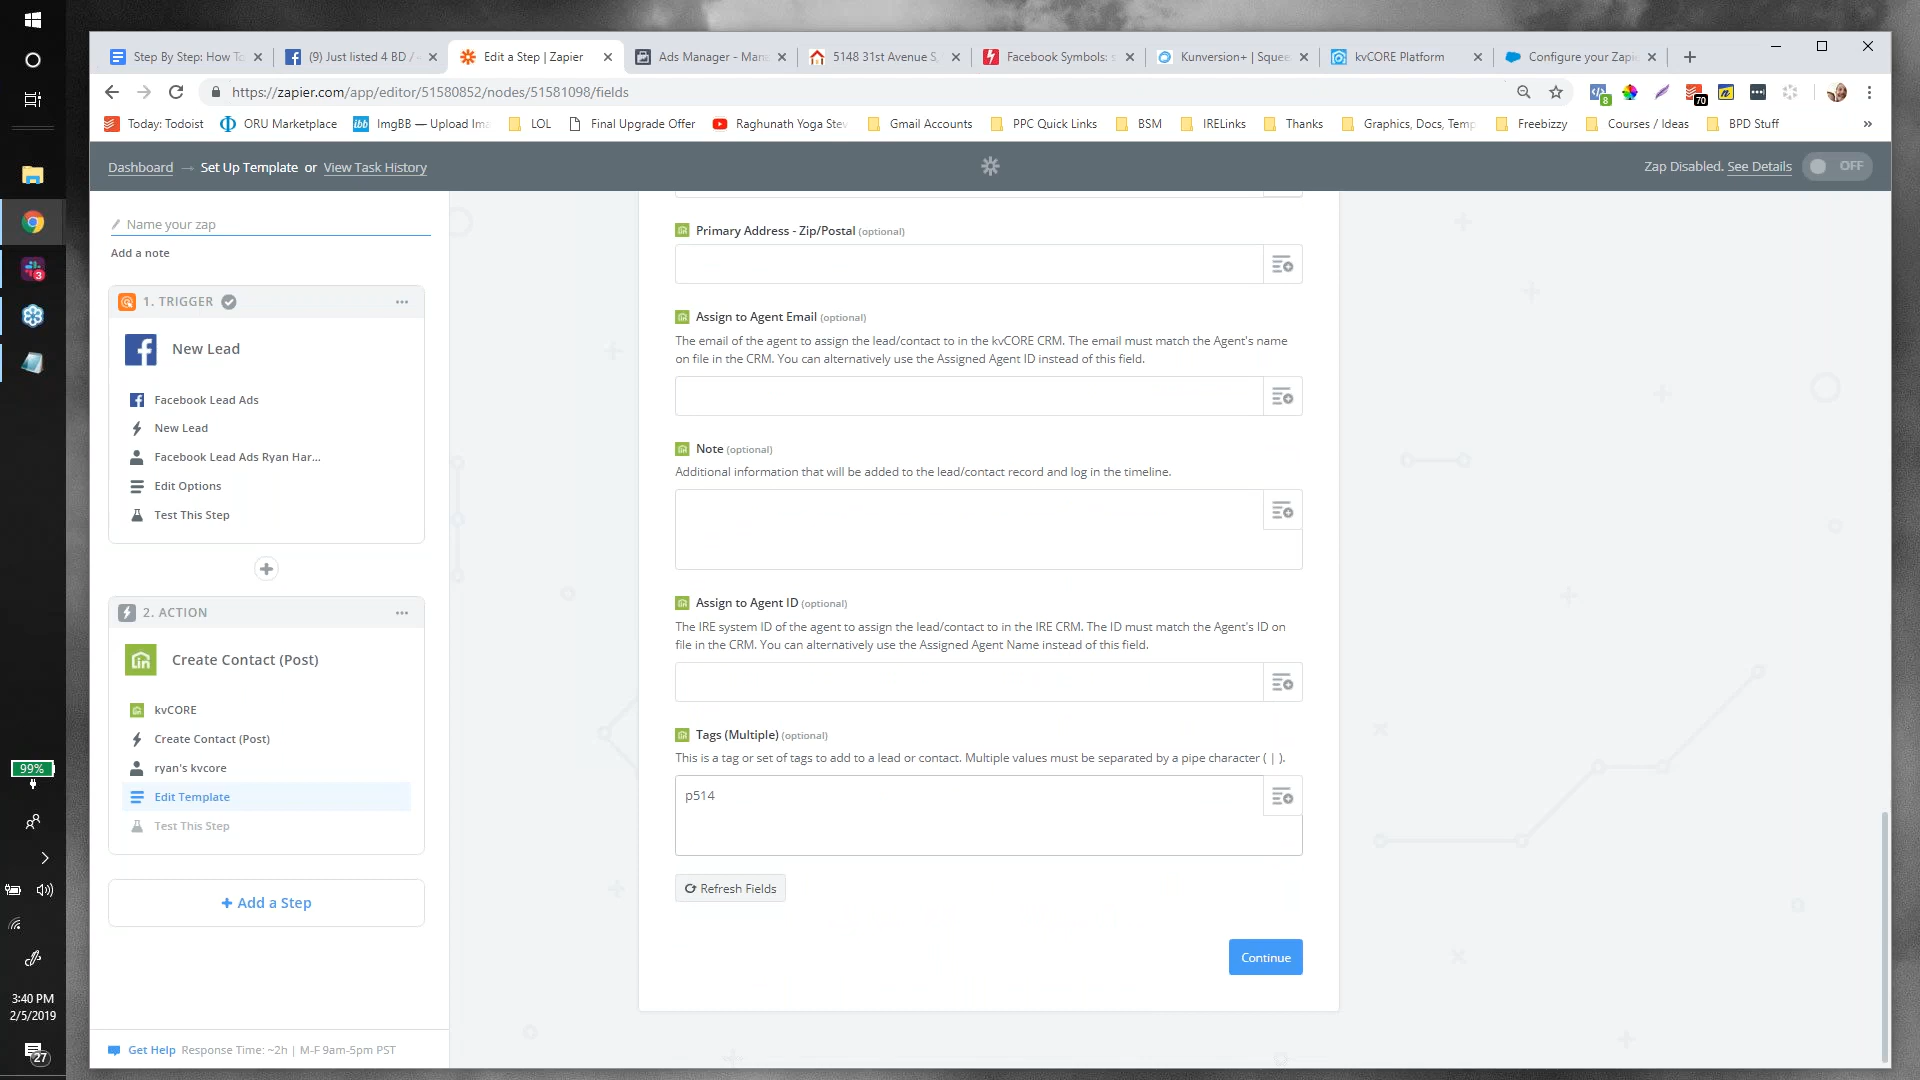 Step By Step: How To
(9) Just listed 4 BD /
Edit a Step | Zapier
Ads Manager - Mana
5148 31st Avenue S,
Facebook Symbols: s
Kunversion+ | Squee
kvCORE Platform
Configure your Zapie
https://zapier.com/app/editor/51580852/nodes/51581098/fields
8
70
Today: Todoist
ORU Marketplace
ibb
ImgBB — Upload Ima
LOL
Final Upgrade Offer
Raghunath Yoga Stev
Gmail Accounts
PPC Quick Links
BSM
IRELinks
Thanks
Graphics, Docs, Temp
Freebizzy
Courses / Ideas
BPD Stuff
»
Dashboard → Set Up Template or View Task History
Zap Disabled. See Details
OFF
Name your zap
Add a note
1. TRIGGER
New Lead
Facebook Lead Ads
New Lead
Facebook Lead Ads Ryan Har...
Edit Options
Test This Step
2. ACTION
Create Contact (Post)
kvCORE
Create Contact (Post)
ryan's kvcore
Edit Template
Test This Step
+ Add a Step
Get Help Response Time: ~2h | M-F 9am-5pm PST
Primary Address - Zip/Postal (optional)
Assign to Agent Email (optional)
The email of the agent to assign the lead/contact to in the kvCORE CRM. The email must match the Agent's name
on file in the CRM. You can alternatively use the Assigned Agent ID instead of this field.
Note (optional)
Additional information that will be added to the lead/contact record and log in the timeline.
Assign to Agent ID (optional)
The IRE system ID of the agent to assign the lead/contact to in the IRE CRM. The ID must match the Agent's ID on
file in the CRM. You can alternatively use the Assigned Agent Name instead of this field.
Tags (Multiple) (optional)
This is a tag or set of tags to add to a lead or contact. Multiple values must be separated by a pipe character ( | ).
p514
Refresh Fields
Continue
3
99%
3:40 PM
2/5/2019
27